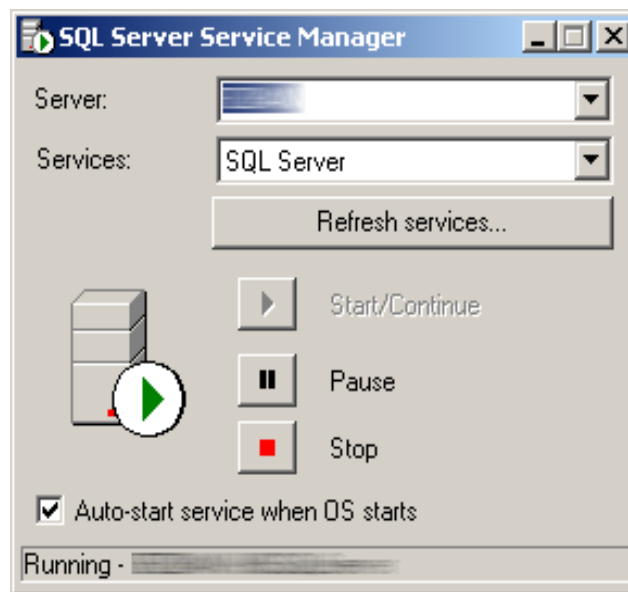 SQL Server Service Manager
Server:
Services: SQL Server
Refresh services...
Start/Continue
Pause
Stop
Auto-start service when OS starts
Running -